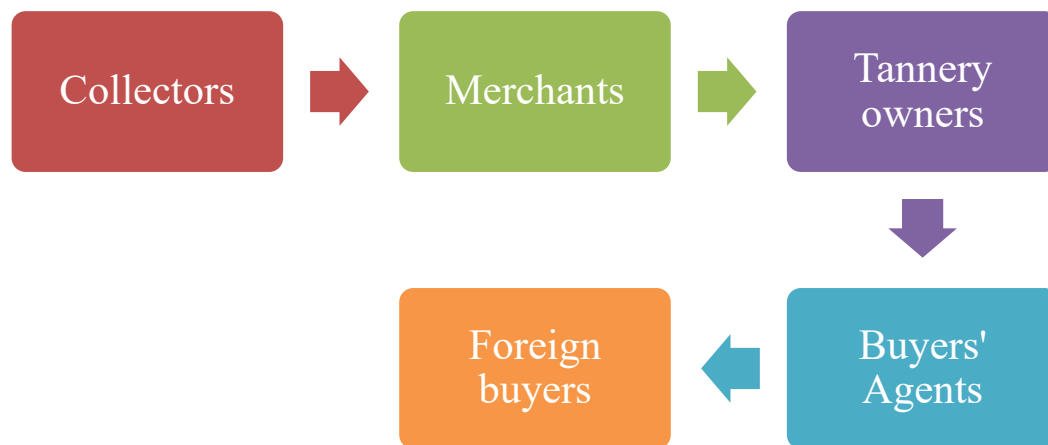 Collectors
Merchants
Tannery
owners
Foreign
buyers
Buyers'
Agents